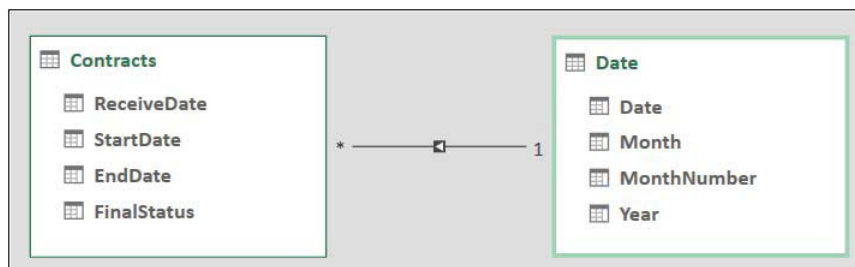 Contracts
ReceiveDate
StartDate
EndDate
FinalStatus
* 1
Date
Date
Month
MonthNumber
Year